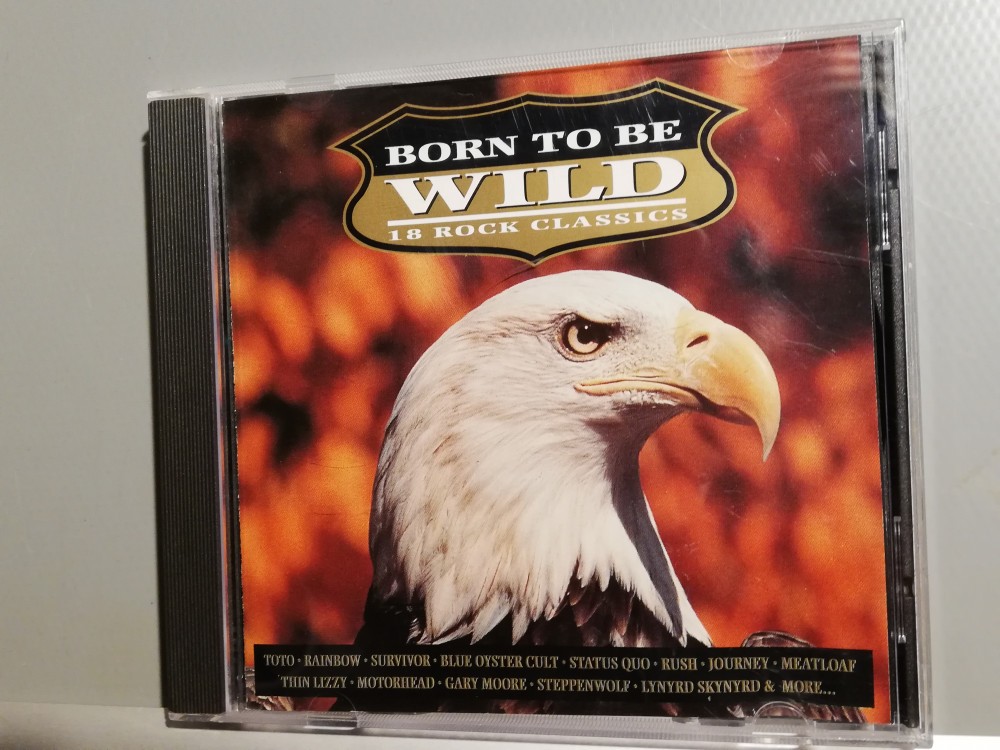 BORN TO BE
WILD
18 ROCK CLASSICS
TOTO • RAINBOW • SURVIVOR • BLUE OYSTER CULT • STATUS QUO • RUSH • JOURNEY • MEATLOAF
THIN LIZZY • MOTORHEAD • GARY MOORE • STEPPENWOLF • LYNYRD SKYNYRD & MORE...